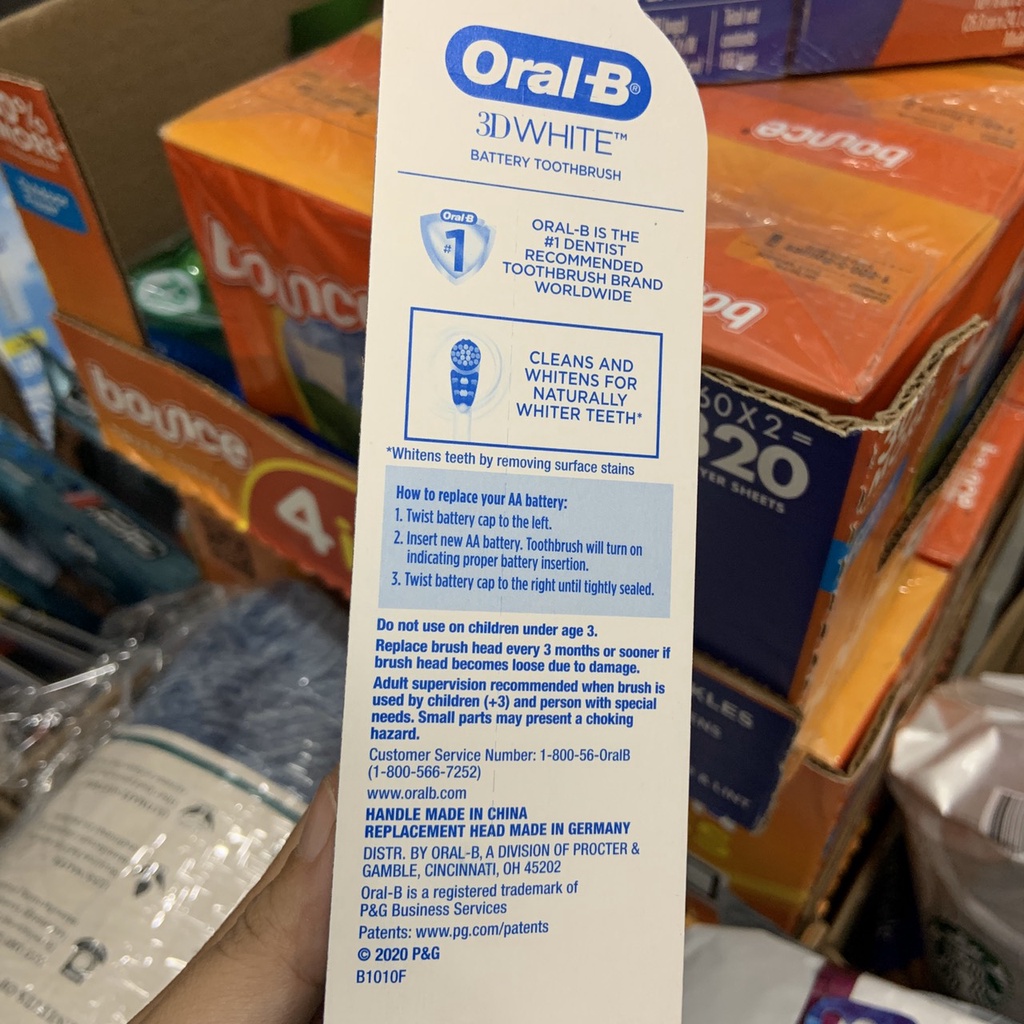 Oral-B®
3DWHITE™
BATTERY TOOTHBRUSH
Oral-B
#1
ORAL-B IS THE
#1 DENTIST
RECOMMENDED
TOOTHBRUSH BRAND
WORLDWIDE
CLEANS AND
WHITENS FOR
NATURALLY
WHITER TEETH*
*Whitens teeth by removing surface stains
How to replace your AA battery:
1. Twist battery cap to the left.
2. Insert new AA battery. Toothbrush will turn on
indicating proper battery insertion.
3. Twist battery cap to the right until tightly sealed.
Do not use on children under age 3.
Replace brush head every 3 months or sooner if
brush head becomes loose due to damage.
Adult supervision recommended when brush is
used by children (+3) and person with special
needs. Small parts may present a choking
hazard.
Customer Service Number: 1-800-56-OralB
(1-800-566-7252)
www.oralb.com
HANDLE MADE IN CHINA
REPLACEMENT HEAD MADE IN GERMANY
DISTR. BY ORAL-B, A DIVISION OF PROCTER &
GAMBLE, CINCINNATI, OH 45202
Oral-B is a registered trademark of
P&G Business Services
Patents: www.pg.com/patents
© 2020 P&G
B1010F
bounce
bounce
bounce
4
60 X 2 =
320
SHEETS